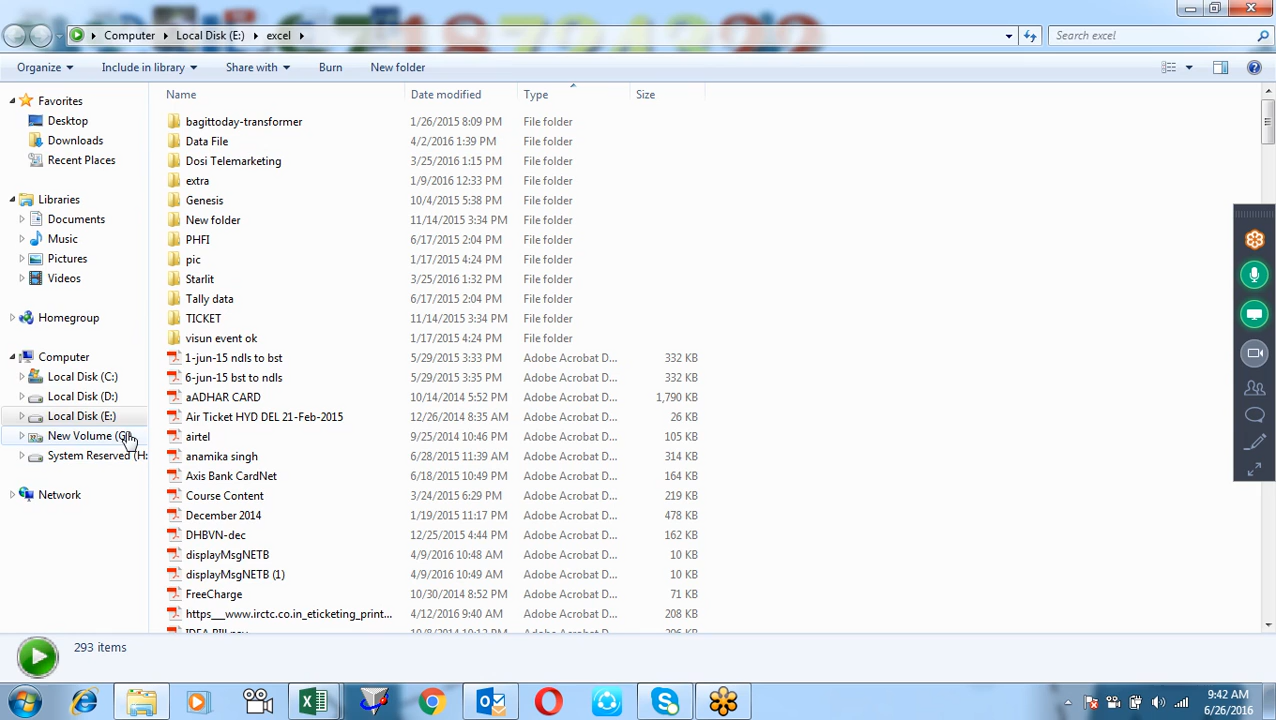 Computer Local Disk (E:) excel
Search excel
Organize Include in library Share with Burn New folder
Name Date modified Type Size
Favorites
Desktop
Downloads
Recent Places
Libraries
Documents
Music
Pictures
Videos
Homegroup
Computer
Local Disk (C:)
Local Disk (D:)
Local Disk (E:)
New Volume
System Reserved (H:
Network
bagittoday-transformer 1/26/2015 8:09 PM File folder
Data File 4/2/2016 1:39 PM File folder
Dosi Telemarketing 3/25/2016 1:15 PM File folder
extra 1/9/2016 12:33 PM File folder
Genesis 10/4/2015 5:38 PM File folder
New folder 11/14/2015 3:34 PM File folder
PHFI 6/17/2015 2:04 PM File folder
pic 1/17/2015 4:24 PM File folder
Starlit 3/25/2016 1:32 PM File folder
Tally data 6/17/2015 2:04 PM File folder
TICKET 11/14/2015 3:34 PM File folder
visun event ok 1/17/2015 4:24 PM File folder
1-jun-15 ndls to bst 5/29/2015 3:33 PM Adobe Acrobat D... 332 KB
6-jun-15 bst to ndls 5/29/2015 3:35 PM Adobe Acrobat D... 332 KB
aADHAR CARD 10/14/2014 5:52 PM Adobe Acrobat D... 1,790 KB
Air Ticket HYD DEL 21-Feb-2015 12/26/2014 8:35 AM Adobe Acrobat D... 26 KB
airtel 9/25/2014 10:46 PM Adobe Acrobat D... 105 KB
anamika singh 6/28/2015 11:39 AM Adobe Acrobat D... 314 KB
Axis Bank CardNet 6/18/2015 10:49 PM Adobe Acrobat D... 164 KB
Course Content 3/24/2015 6:29 PM Adobe Acrobat D... 219 KB
December 2014 1/19/2015 11:17 PM Adobe Acrobat D... 478 KB
DHBVN-dec 12/25/2015 4:44 PM Adobe Acrobat D... 162 KB
displayMsgNETB 4/9/2016 10:48 AM Adobe Acrobat D... 10 KB
displayMsgNETB (1) 4/9/2016 10:49 AM Adobe Acrobat D... 10 KB
FreeCharge 10/30/2014 8:52 PM Adobe Acrobat D... 71 KB
https__www.irctc.co.in_eticketing_print... 4/12/2016 9:40 AM Adobe Acrobat D... 208 KB
293 items
9:42 AM
6/26/2016